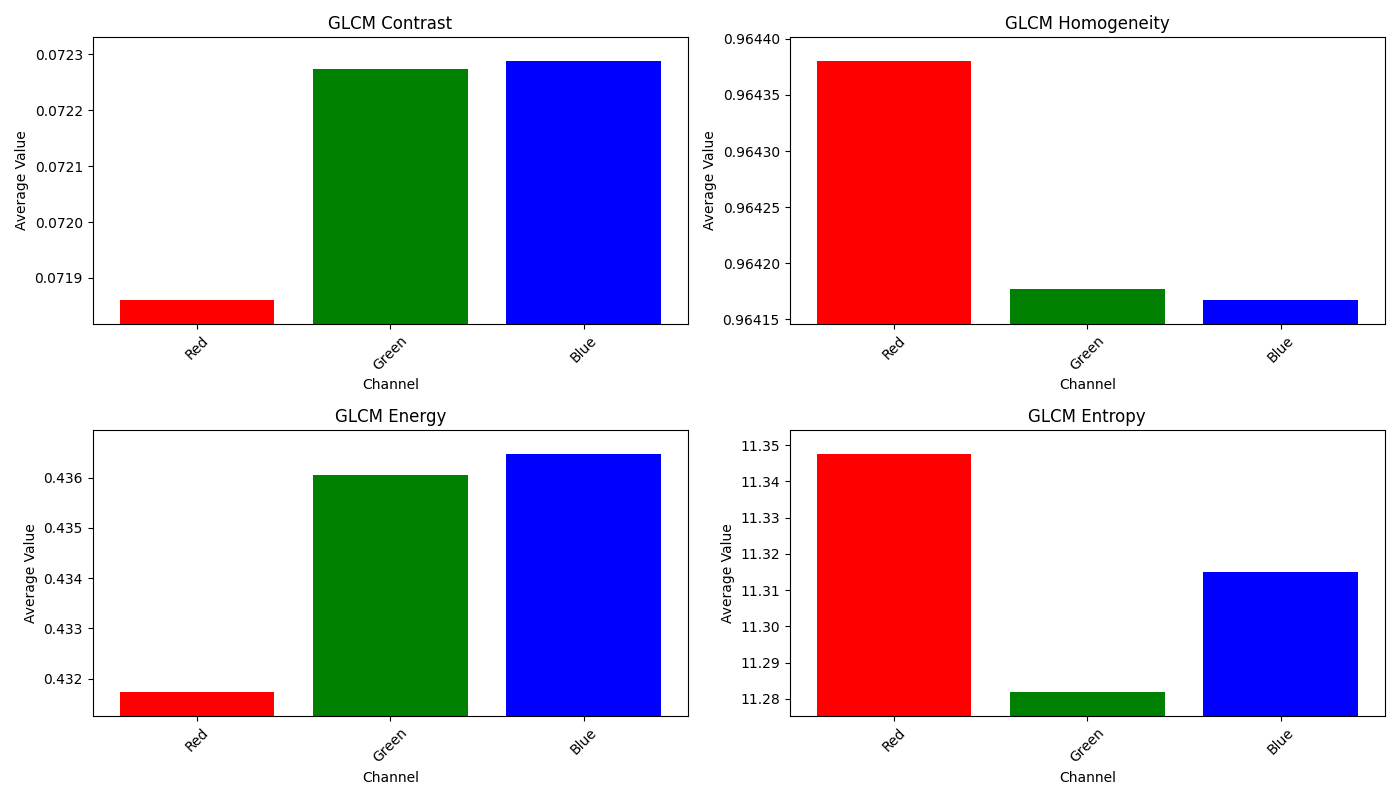 GLCM Contrast
Average Value
0.0723
0.0722
0.0721
0.0720
0.0719
Red
Green
Blue
Channel
GLCM Homogeneity
Average Value
0.96440
0.96435
0.96430
0.96425
0.96420
0.96415
Red
Green
Blue
Channel
GLCM Energy
Average Value
0.436
0.435
0.434
0.433
0.432
Red
Green
Blue
Channel
GLCM Entropy
Average Value
11.35
11.34
11.33
11.32
11.31
11.30
11.29
11.28
Red
Green
Blue
Channel